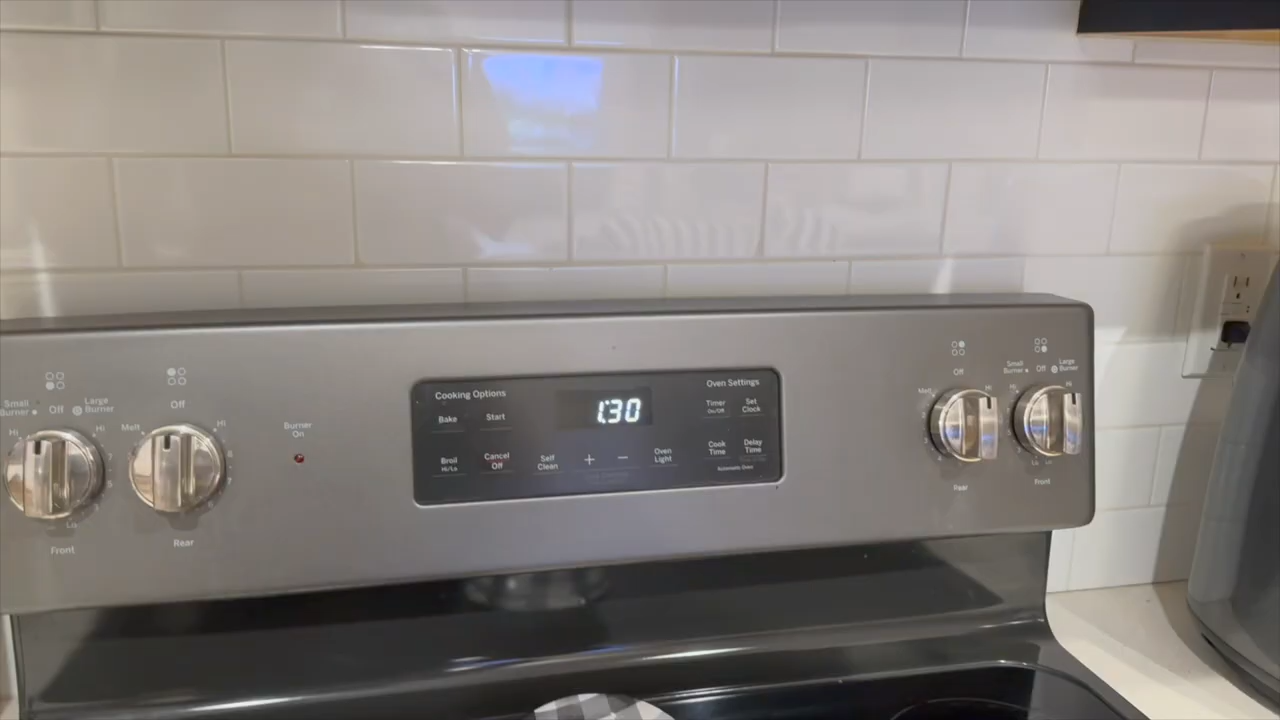 Cooking Options
Bake
Start
Broil
Hi/Lo
Cancel
Off
Self
Clean
+
−
Oven
Light
1:30
Oven Settings
Timer
On/Off
Set
Clock
Cook
Time
Delay
Time
Automatic Oven
Small
Burner
Off
Large
Burner
Hi
Hi
Lo
Front
Off
Melt
Hi
Rear
Burner
On
Off
Melt
Hi
Rear
Small
Burner
Off
Large
Burner
Hi
Hi
Lo
Front